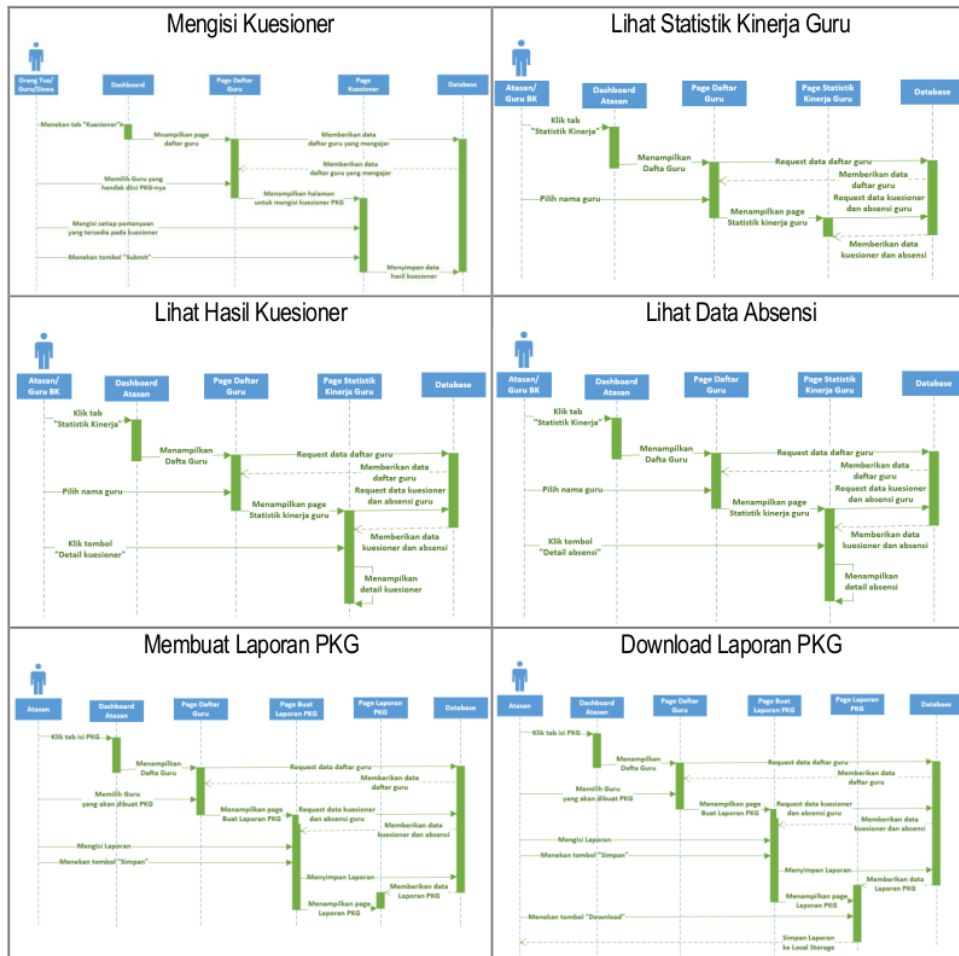 Mengisi Kuesioner
Orang Tua/
Guru/Siswa
Dashboard
Page Daftar
Guru
Page
Kuesioner
Database
Menekan tab "Kuesioner"
Mnampilkan page
daftar guru
Memberikan data
daftar guru yang mengajar
Memberikan data
daftar guru yang mengajar
Memilih Guru yang
hendak diisi PKG-nya
Menampilkan halaman
untuk mengisi kuesioner PKG
Mengisi setiap pertanyaan
yang tersedia pada kuesioner
Menekan tombol "Submit"
Menyimpan data
hasil kuesioner
Lihat Statistik Kinerja Guru
Atasan/
Guru BK
Dashboard
Atasan
Page Daftar
Guru
Page Statistik
Kinerja Guru
Database
Klik tab
"Statistik Kinerja"
Menampilkan
Dafta Guru
Request data daftar guru
Memberikan data
daftar guru
Pilih nama guru
Request data kuesioner
dan absensi guru
Menampilkan page
Statistik kinerja guru
Memberikan data
kuesioner dan absensi
Lihat Hasil Kuesioner
Atasan/
Guru BK
Dashboard
Atasan
Page Daftar
Guru
Page Statistik
Kinerja Guru
Database
Klik tab
"Statistik Kinerja"
Menampilkan
Dafta Guru
Request data daftar guru
Memberikan data
daftar guru
Pilih nama guru
Request data kuesioner
dan absensi guru
Menampilkan page
Statistik kinerja guru
Memberikan data
kuesioner dan absensi
Klik tombol
"Detail kuesioner"
Menampilkan
detail kuesioner
Lihat Data Absensi
Atasan/
Guru BK
Dashboard
Atasan
Page Daftar
Guru
Page Statistik
Kinerja Guru
Database
Klik tab
"Statistik Kinerja"
Menampilkan
Dafta Guru
Request data daftar guru
Memberikan data
daftar guru
Pilih nama guru
Request data kuesioner
dan absensi guru
Menampilkan page
Statistik kinerja guru
Memberikan data
kuesioner dan absensi
Klik tombol
"Detail absensi"
Menampilkan
detail absensi
Membuat Laporan PKG
Atasan
Dashboard
Atasan
Page Daftar
Guru
Page Buat
Laporan PKG
Page Laporan
PKG
Database
Klik tab isi PKG
Menampilkan
Dafta Guru
Request data daftar guru
Memberikan data
daftar guru
Memilih Guru
yang akan dibuat PKG
Menampilkan page
Buat Laporan PKG
Request data kuesioner
dan absensi guru
Memberikan data
kuesioner dan absensi
Mengisi Laporan
Menekan tombol "Simpan"
Menyimpan Laporan
Memberikan data
Laporan PKG
Menampilkan page
Laporan PKG
Download Laporan PKG
Atasan
Dashboard
Atasan
Page Daftar
Guru
Page Buat
Laporan PKG
Page Laporan
PKG
Database
Klik tab isi PKG
Menampilkan
Dafta Guru
Request data daftar guru
Memberikan data
daftar guru
Memilih Guru
yang akan dibuat PKG
Menampilkan page
Buat Laporan PKG
Request data kuesioner
dan absensi guru
Memberikan data
kuesioner dan absensi
Mengisi Laporan
Menekan tombol "Simpan"
Menyimpan Laporan
Memberikan data
Laporan PKG
Menampilkan page
Laporan PKG
Menekan tombol "Download"
Simpan Laporan
ke Local Storage